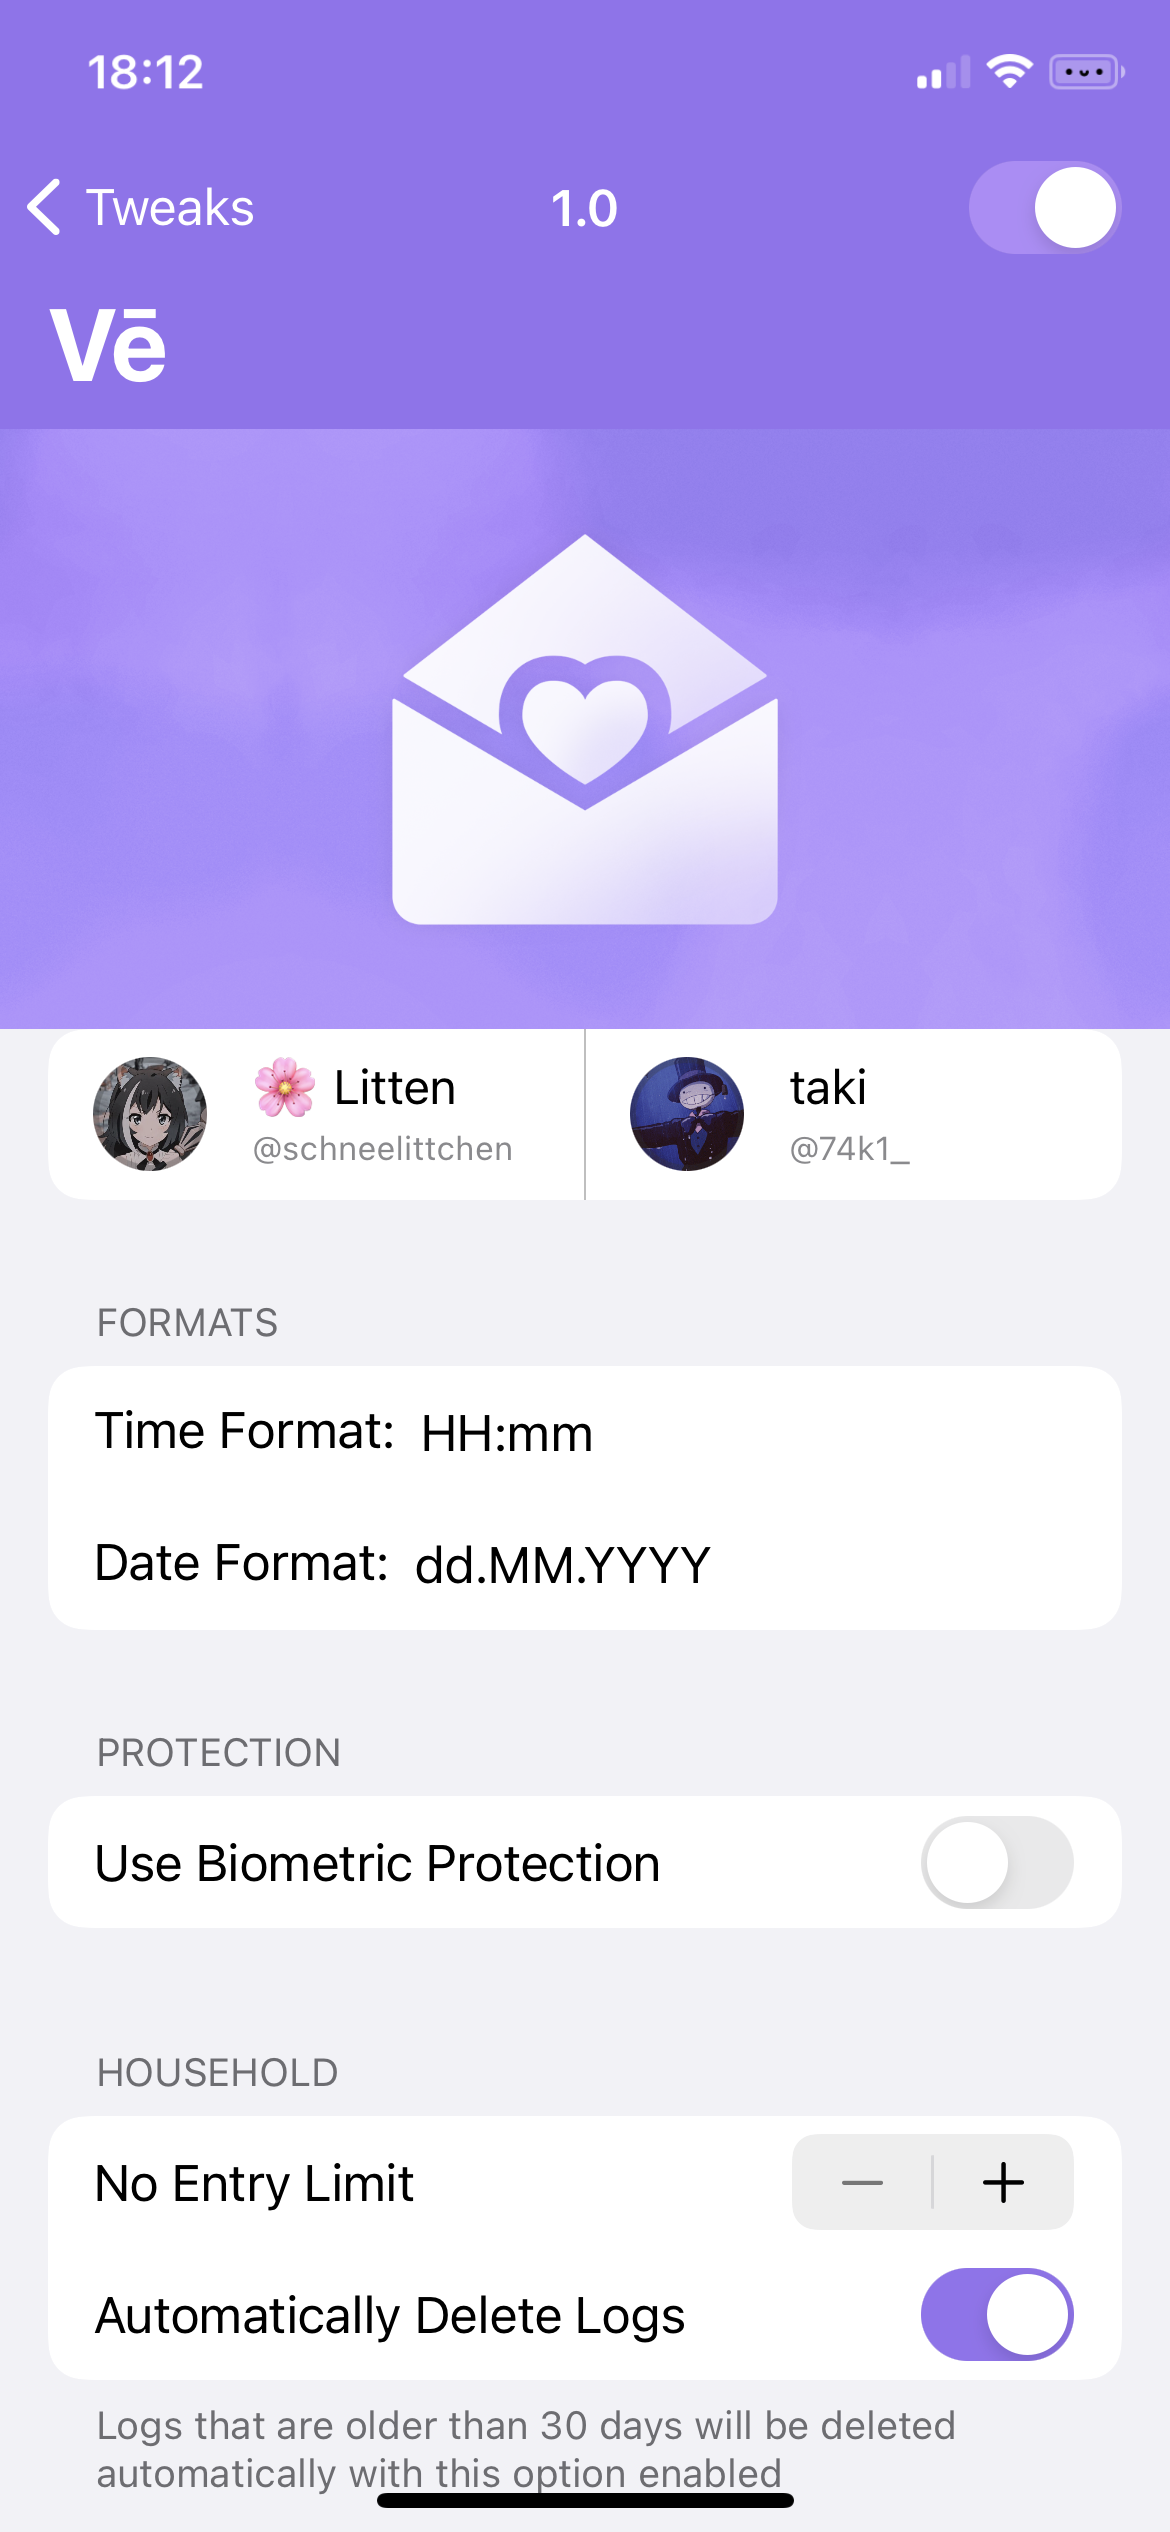 18:12
Tweaks
1.0
Vē
🌸 Litten
@schneelittchen
taki
@74k1_
FORMATS
Time Format: HH:mm
Date Format: dd.MM.YYYY
PROTECTION
Use Biometric Protection
HOUSEHOLD
No Entry Limit
Automatically Delete Logs
Logs that are older than 30 days will be deleted
automatically with this option enabled